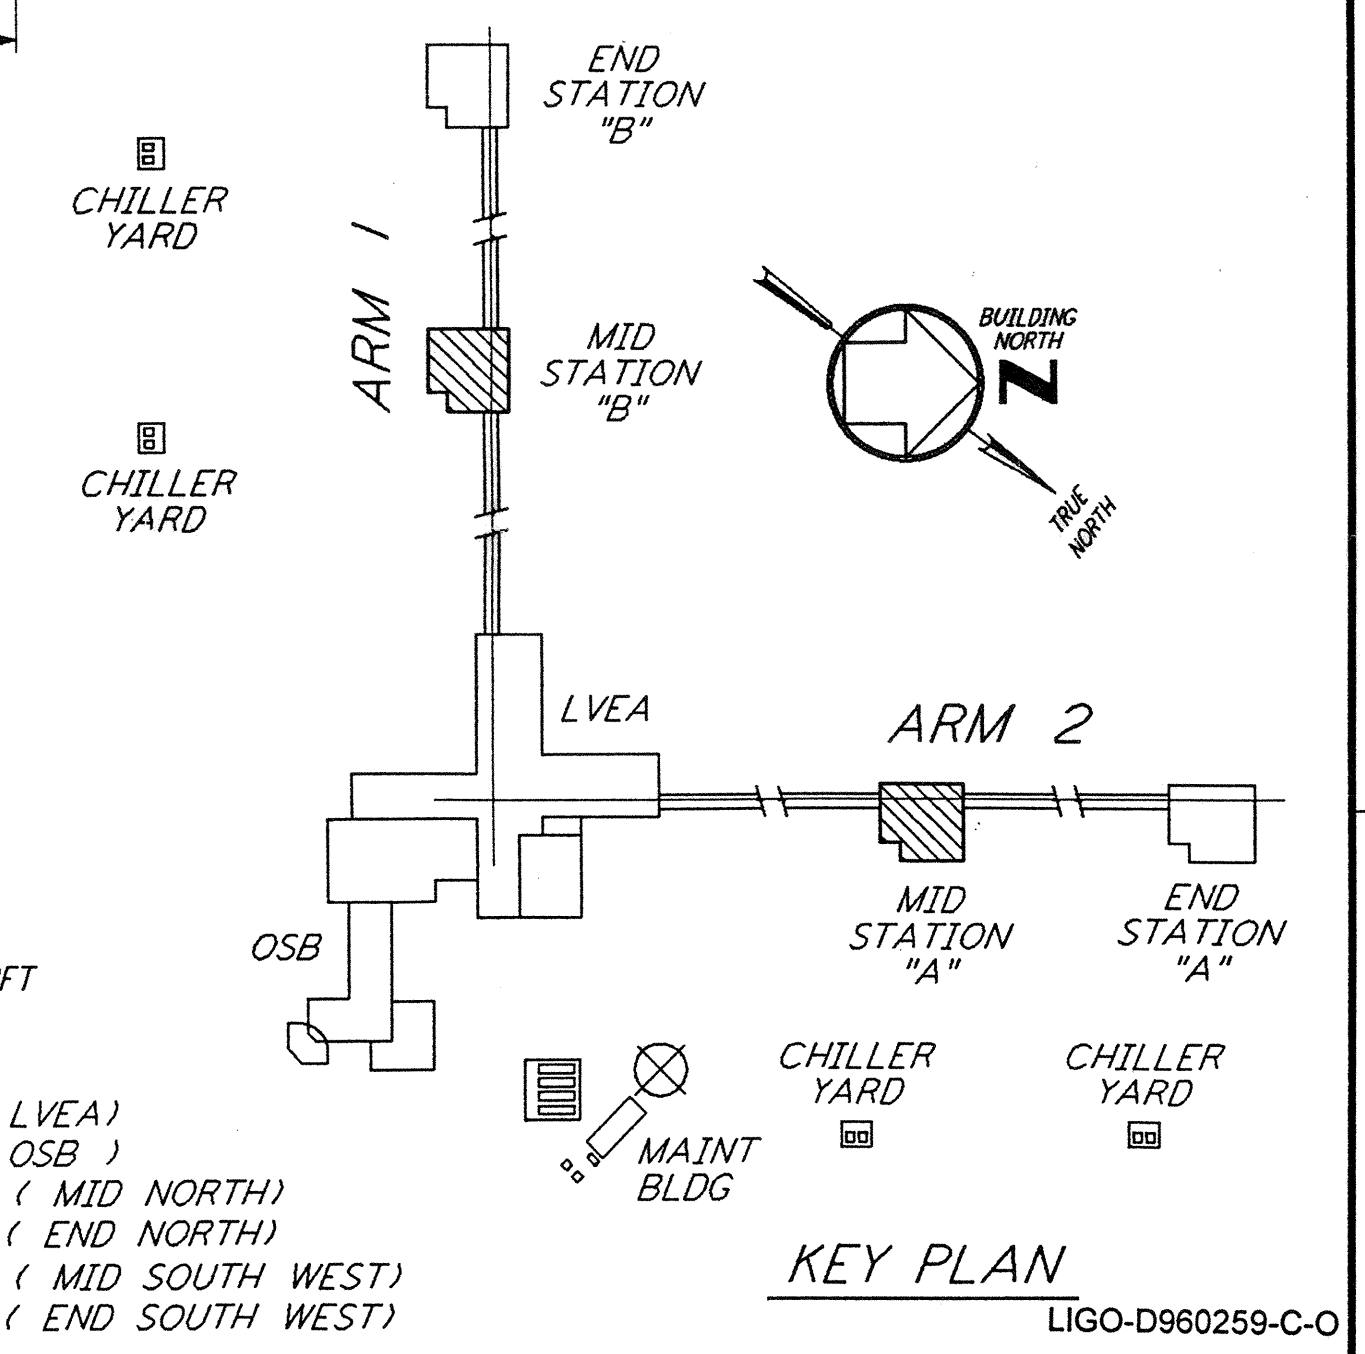 END
STATION
"B"
CHILLER
YARD
ARM 1
MID
STATION
"B"
BUILDING
NORTH
N
TRUE
NORTH
CHILLER
YARD
LVEA
ARM 2
MID
STATION
"A"
END
STATION
"A"
OSB
FT
CHILLER
YARD
CHILLER
YARD
MAINT
BLDG
LVEA)
OSB )
( MID NORTH)
( END NORTH)
( MID SOUTH WEST)
( END SOUTH WEST)
KEY PLAN
LIGO-D960259-C-O